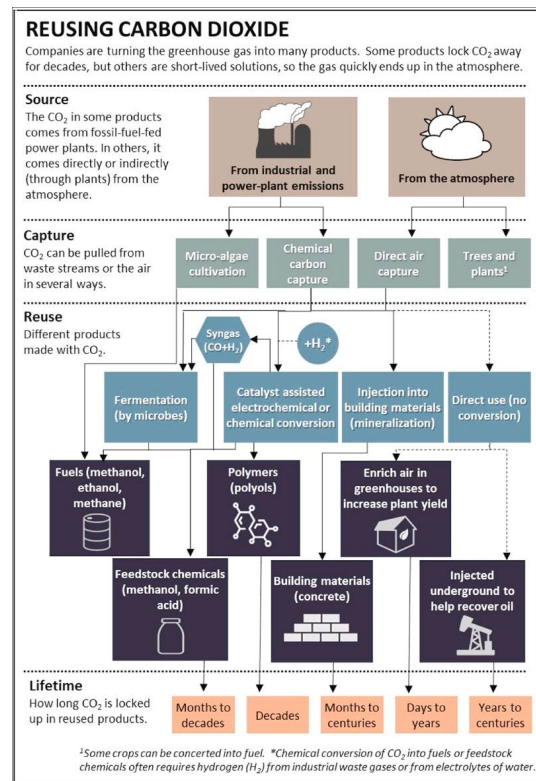 REUSING CARBON DIOXIDE
Companies are turning the greenhouse gas into many products. Some products lock CO₂ away
for decades, but others are short-lived solutions, so the gas quickly ends up in the atmosphere.
Source
The CO₂ in some products
comes from fossil-fuel-fed
power plants. In others, it
comes directly or indirectly
(through plants) from the
atmosphere.
From industrial and
power-plant emissions
From the atmosphere
Capture
CO₂ can be pulled from
waste streams or the air
in several ways.
Micro-algae
cultivation
Chemical
carbon
capture
Direct air
capture
Trees and
plants¹
Reuse
Different products
made with CO₂.
Syngas
(CO+H₂)
+H₂*
Fermentation
(by microbes)
Catalyst assisted
electrochemical or
chemical conversion
Injection into
building materials
(mineralization)
Direct use (no
conversion)
Fuels (methanol,
ethanol,
methane)
Polymers
(polyols)
Enrich air in
greenhouses to
increase plant yield
Feedstock chemicals
(methanol, formic
acid)
Building materials
(concrete)
Injected
underground to
help recover oil
Lifetime
How long CO₂ is locked
up in reused products.
Months to
decades
Decades
Months to
centuries
Days to
years
Years to
centuries
¹Some crops can be concerted into fuel. *Chemical conversion of CO₂ into fuels or feedstock
chemicals often requires hydrogen (H₂) from industrial waste gases or from electrolytes of water.